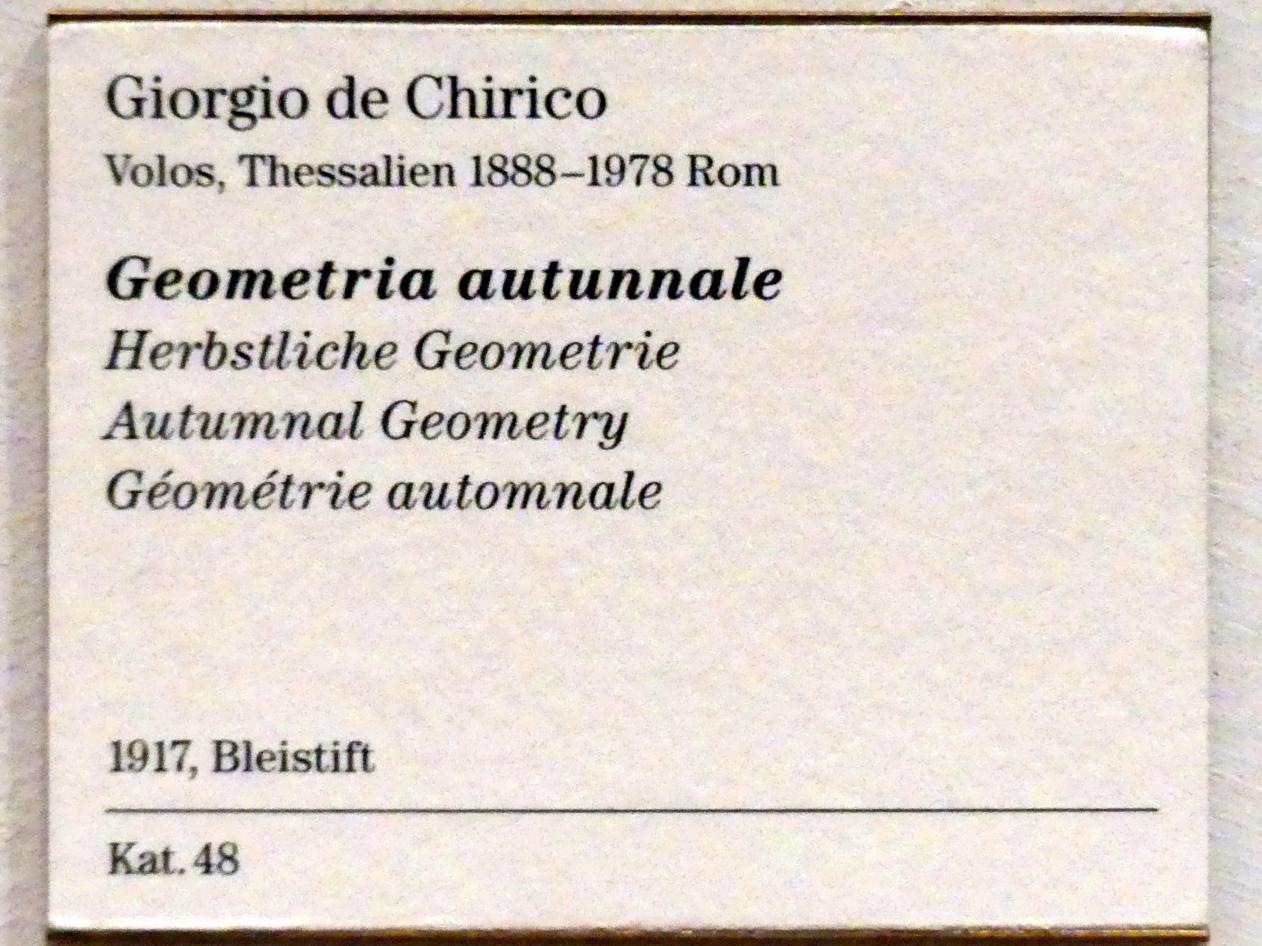 Giorgio de Chirico
Volos, Thessalien 1888–1978 Rom
Geometria autunnale
Herbstliche Geometrie
Autumnal Geometry
Géométrie automnale
1917, Bleistift
Kat. 48